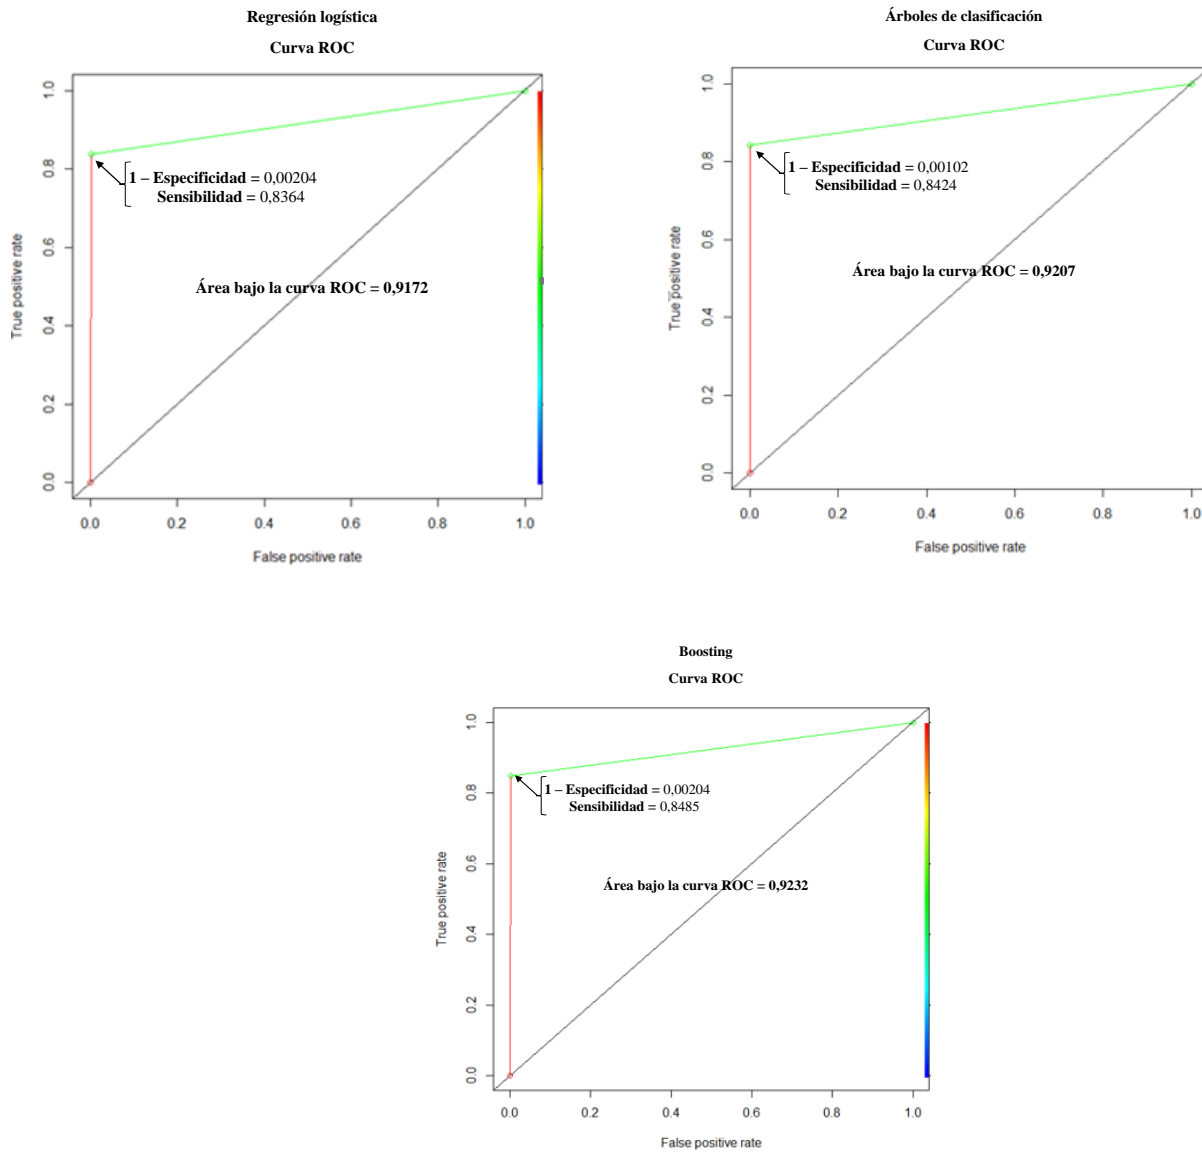 Regresión logística
Curva ROC
1.0
0.8
0.6
0.4
0.2
0.0
True positive rate
1 – Especificidad = 0,00204
Sensibilidad = 0,8364
Área bajo la curva ROC = 0,9172
0.0 0.2 0.4 0.6 0.8 1.0
False positive rate
Árboles de clasificación
Curva ROC
1.0
0.8
0.6
0.4
0.2
0.0
True positive rate
1 – Especificidad = 0,00102
Sensibilidad = 0,8424
Área bajo la curva ROC = 0,9207
0.0 0.2 0.4 0.6 0.8 1.0
False positive rate
Boosting
Curva ROC
1.0
0.8
0.6
0.4
0.2
0.0
True positive rate
1 – Especificidad = 0,00204
Sensibilidad = 0,8485
Área bajo la curva ROC = 0,9232
0.0 0.2 0.4 0.6 0.8 1.0
False positive rate